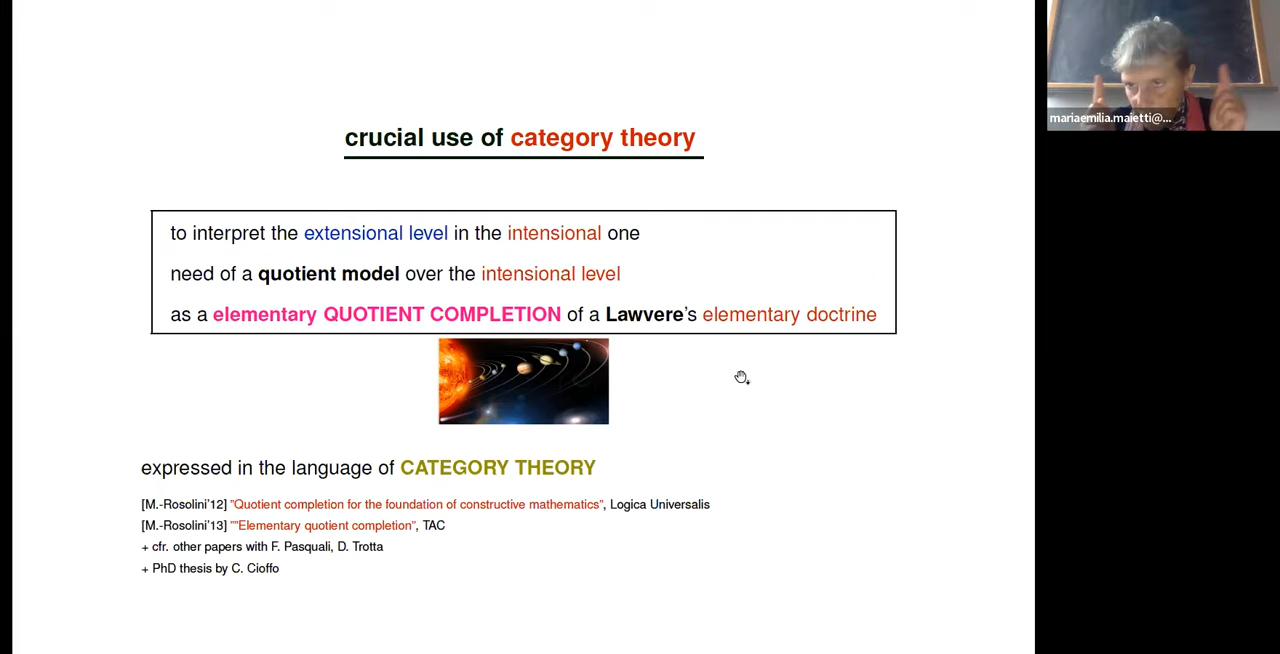 crucial use of category theory
to interpret the extensional level in the intensional one
need of a quotient model over the intensional level
as a elementary QUOTIENT COMPLETION of a Lawvere's elementary doctrine
expressed in the language of CATEGORY THEORY
[M.-Rosolini'12] "Quotient completion for the foundation of constructive mathematics", Logica Universalis
[M.-Rosolini'13] ""Elementary quotient completion", TAC
+ cfr. other papers with F. Pasquali, D. Trotta
+ PhD thesis by C. Cioffo
mariaemilia.maietti@...